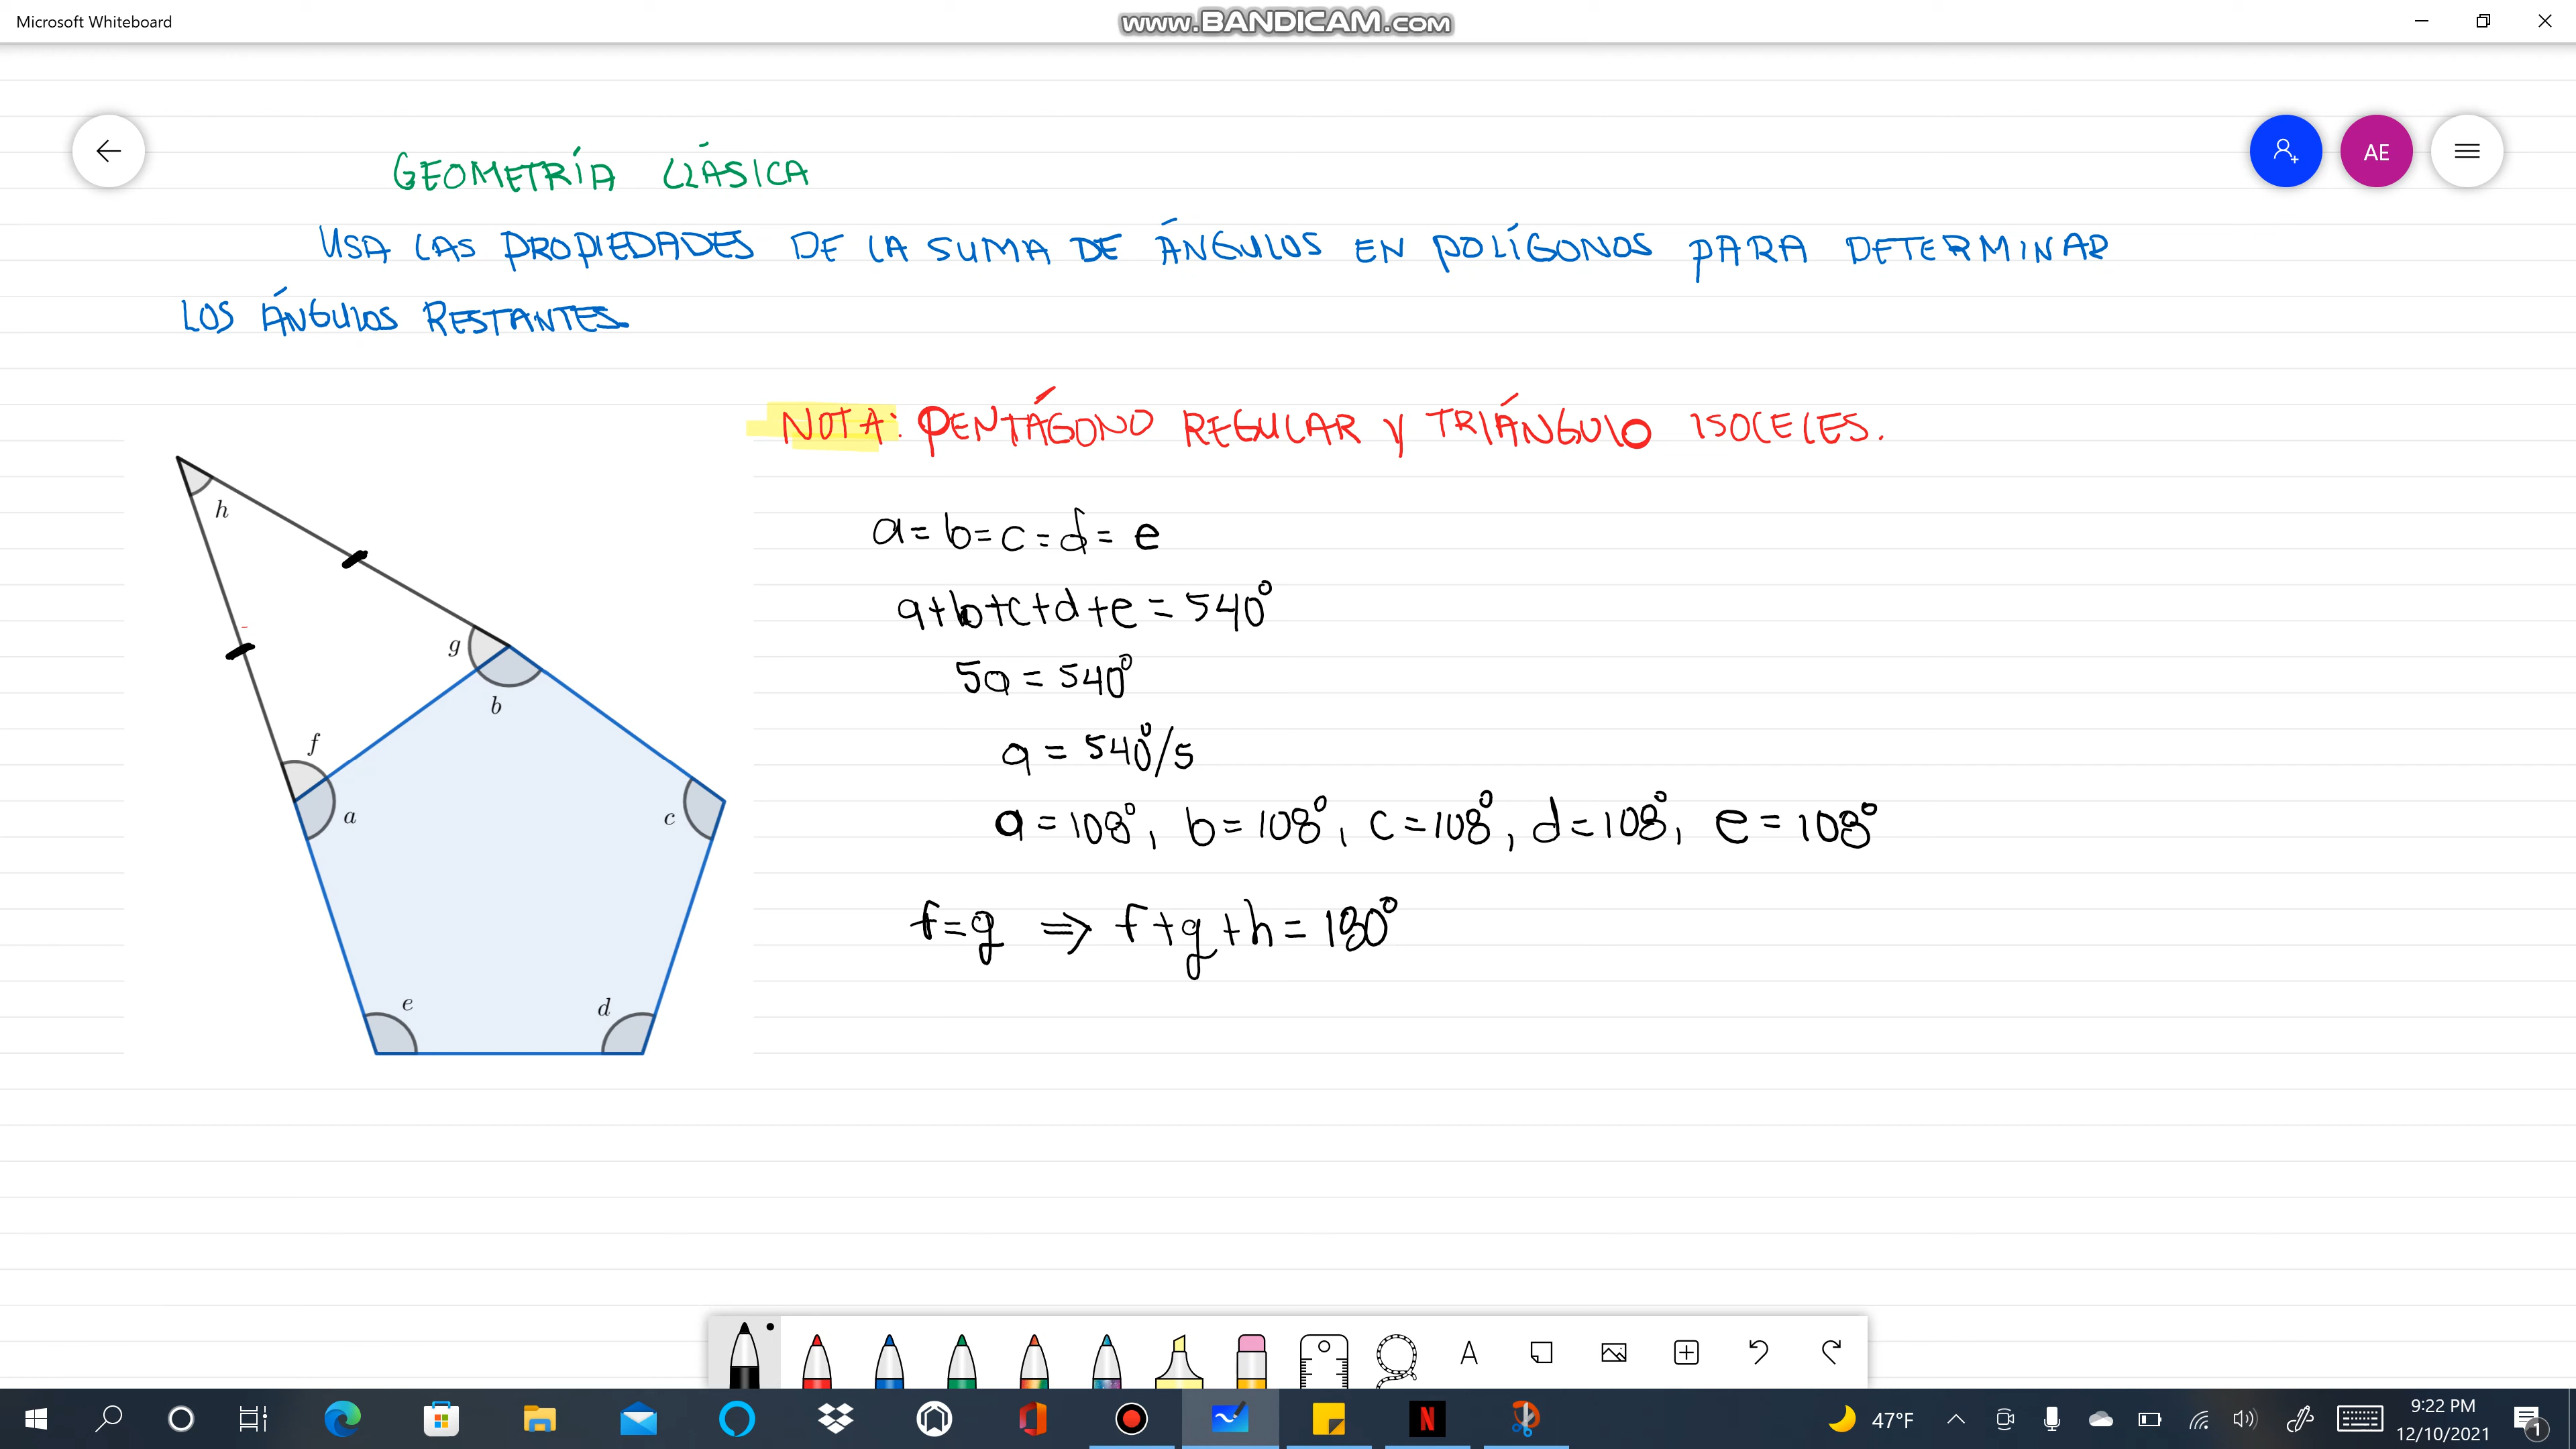 Microsoft Whiteboard
www.BANDICAM.com
AE
GEOMETRÍA CLÁSICA
USA LAS PROPIEDADES DE LA SUMA DE ÁNGULOS EN POLÍGONOS PARA DETERMINAR
LOS ÁNGULOS RESTANTES
NOTA: PENTÁGONO REGULAR Y TRIÁNGULO ISOCELES.
h
g
b
f
a
c
e
d
a = b = c = d = e
a+b+c+d+e = 540°
5a = 540°
a = 540°/5
a = 108°, b = 108°, c = 108°, d = 108°, e = 108°
f = g ⇒ f+g+h = 180°
A
N
47°F
9:22 PM
12/10/2021
1